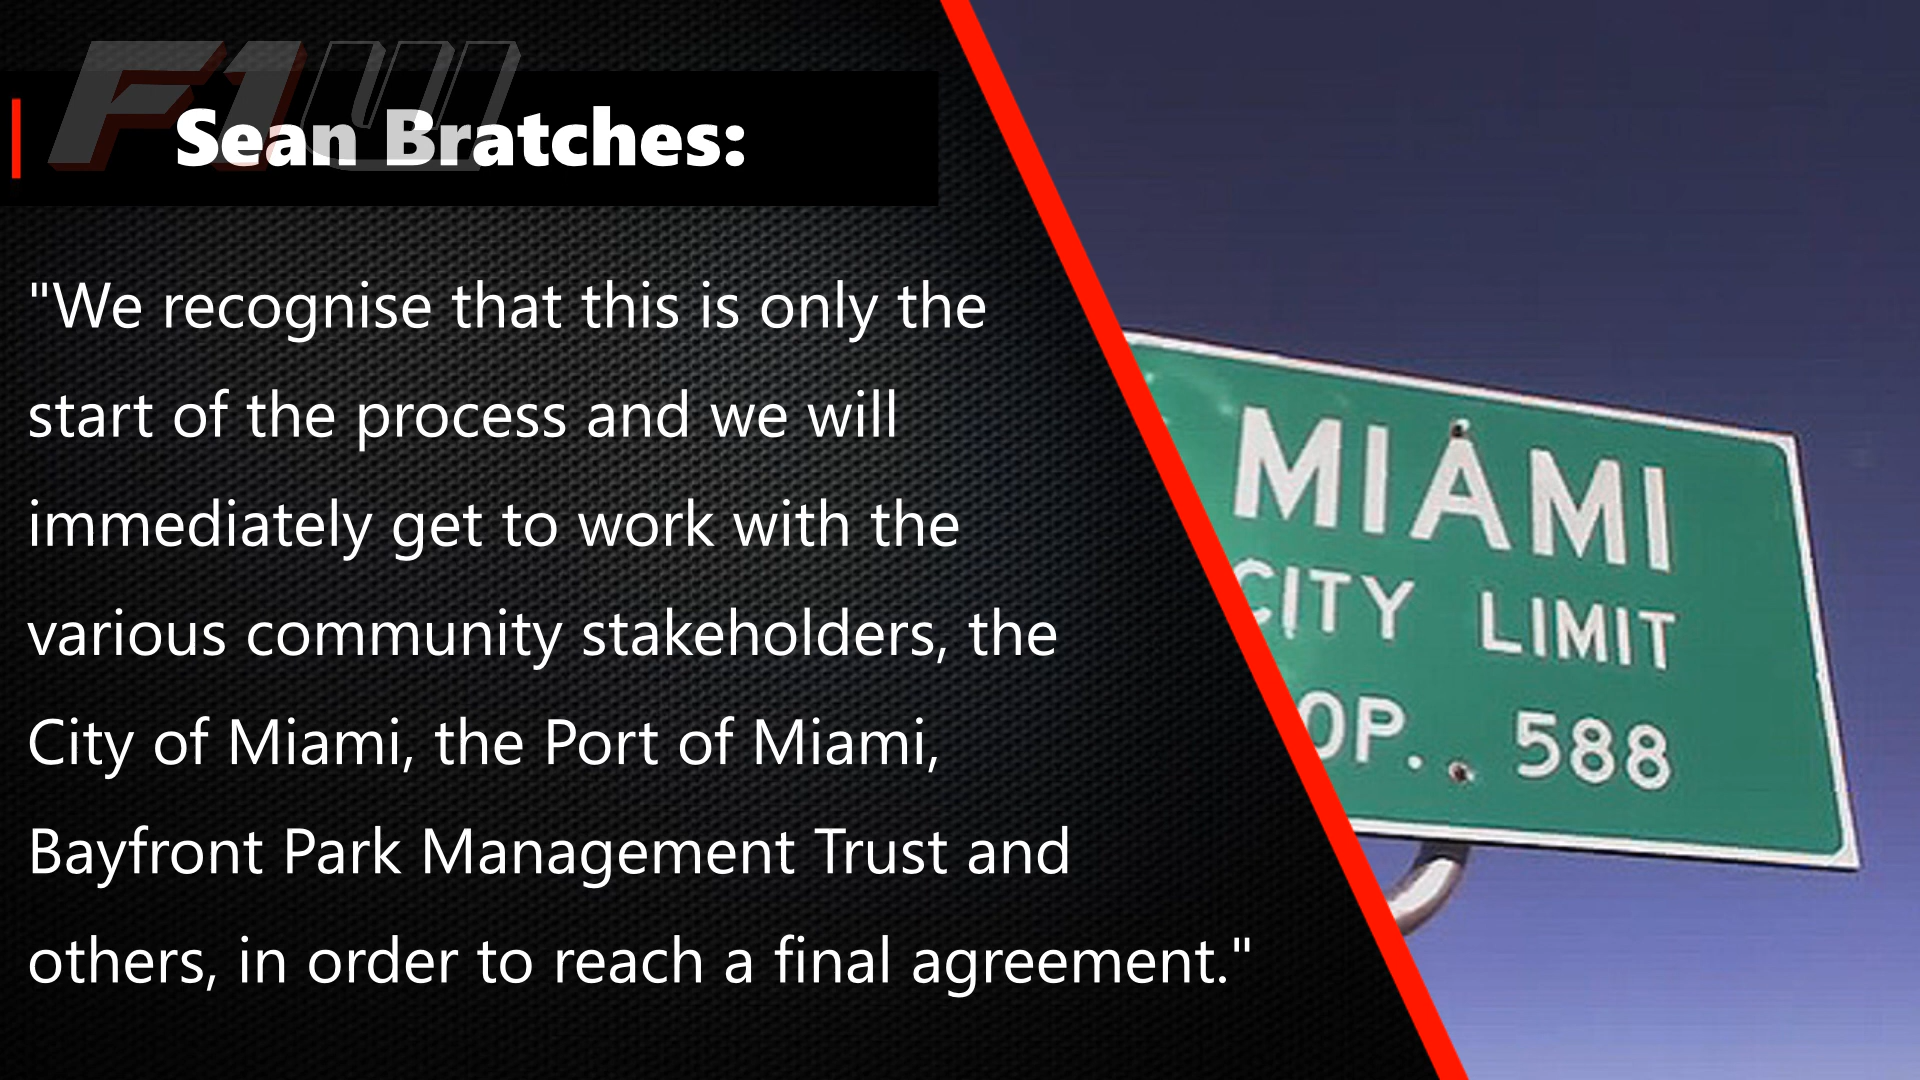 F1W
Sean Bratches:
"We recognise that this is only the
start of the process and we will
immediately get to work with the
various community stakeholders, the
City of Miami, the Port of Miami,
Bayfront Park Management Trust and
others, in order to reach a final agreement."
MIAMI
CITY LIMIT
OP. 588